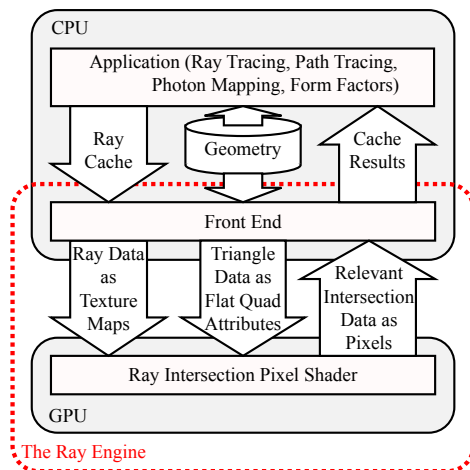 CPU
Application (Ray Tracing, Path Tracing,
Photon Mapping, Form Factors)
Ray
Cache
Geometry
Cache
Results
Front End
Ray Data
as
Texture
Maps
Triangle
Data as
Flat Quad
Attributes
Relevant
Intersection
Data as
Pixels
Ray Intersection Pixel Shader
GPU
The Ray Engine